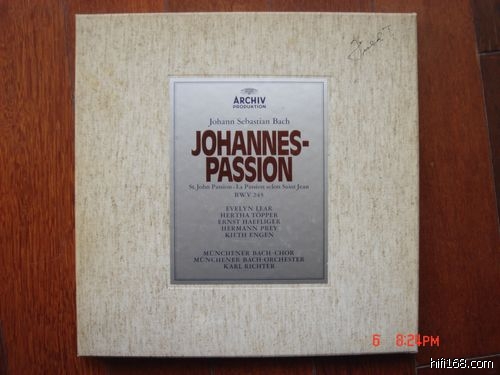 ARCHIV
PRODUKTION
Johann Sebastian Bach
JOHANNES-
PASSION
St. John Passion · La Passion selon Saint Jean
BWV 245
EVELYN LEAR
HERTHA TÖPPER
ERNST HAEFLIGER
HERMANN PREY
KIETH ENGEN
MÜNCHENER BACH-CHOR
MÜNCHENER BACH-ORCHESTER
KARL RICHTER
6 8:21PM
hifi168.com